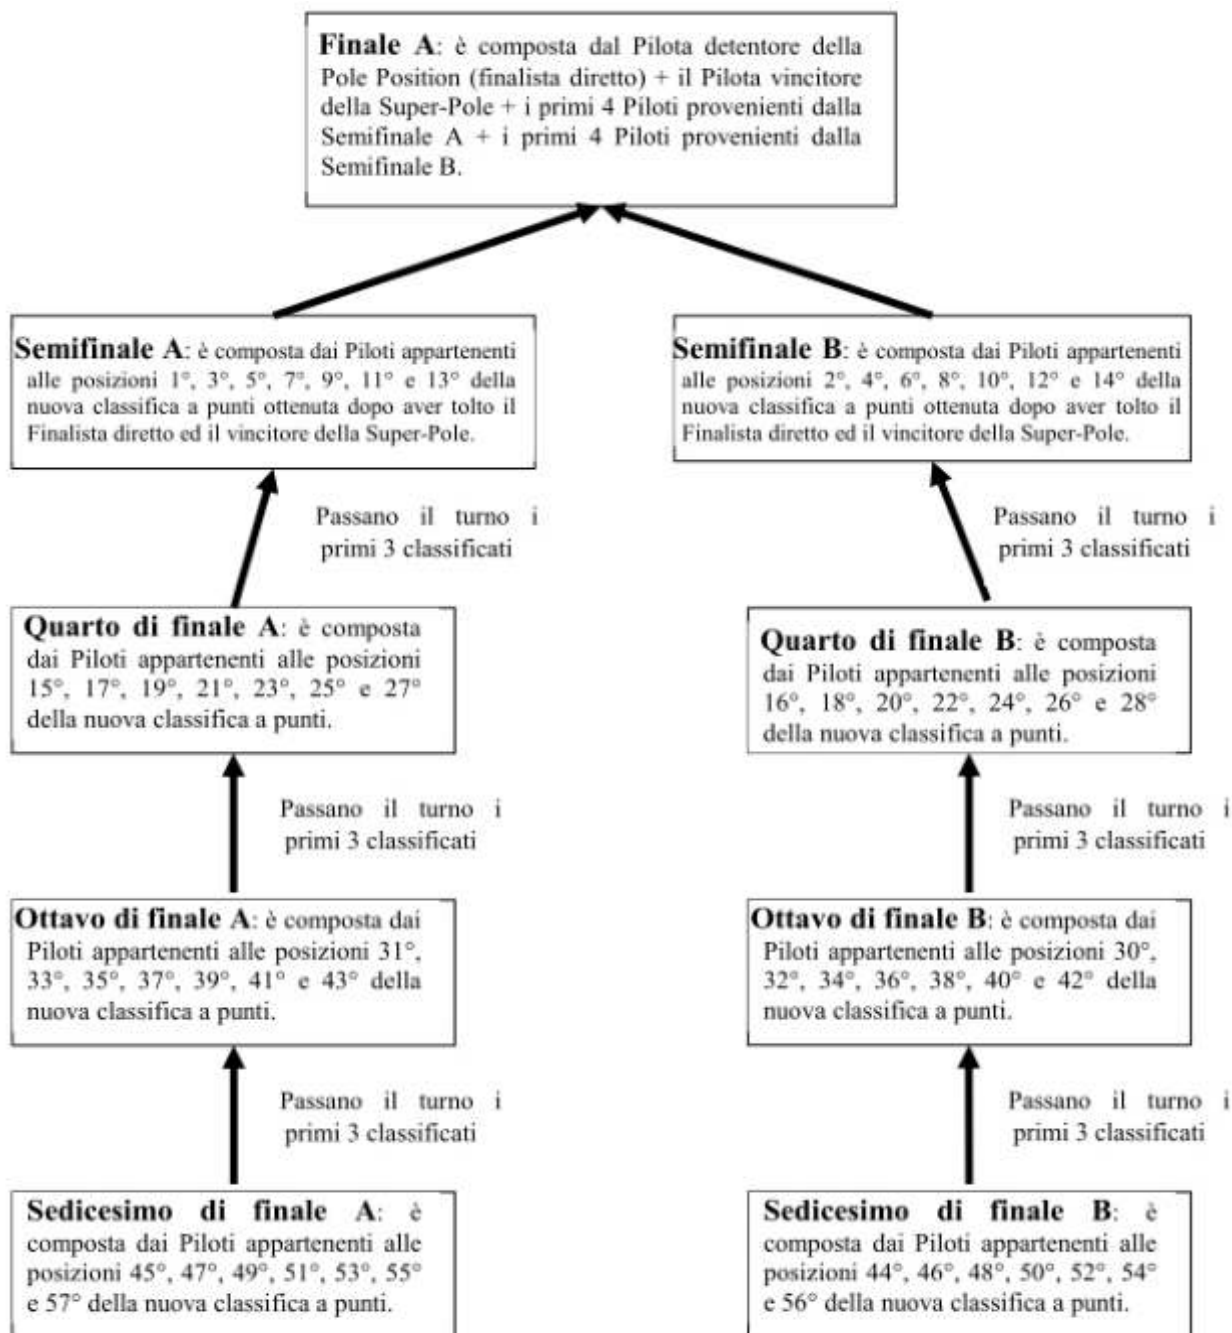 Finale A: è composta dal Pilota detentore della
Pole Position (finalista diretto) + il Pilota vincitore
della Super-Pole + i primi 4 Piloti provenienti dalla
Semifinale A + i primi 4 Piloti provenienti dalla
Semifinale B.
Semifinale A: è composta dai Piloti appartenenti
alle posizioni 1°, 3°, 5°, 7°, 9°, 11° e 13° della
nuova classifica a punti ottenuta dopo aver tolto il
Finalista diretto ed il vincitore della Super-Pole.
Semifinale B: è composta dai Piloti appartenenti
alle posizioni 2°, 4°, 6°, 8°, 10°, 12° e 14° della
nuova classifica a punti ottenuta dopo aver tolto il
Finalista diretto ed il vincitore della Super-Pole.
Passano il turno i
primi 3 classificati
Passano il turno i
primi 3 classificati
Quarto di finale A: è composta
dai Piloti appartenenti alle posizioni
15°, 17°, 19°, 21°, 23°, 25° e 27°
della nuova classifica a punti.
Quarto di finale B: è composta
dai Piloti appartenenti alle posizioni
16°, 18°, 20°, 22°, 24°, 26° e 28°
della nuova classifica a punti.
Passano il turno i
primi 3 classificati
Passano il turno i
primi 3 classificati
Ottavo di finale A: è composta dai
Piloti appartenenti alle posizioni 31°,
33°, 35°, 37°, 39°, 41° e 43° della
nuova classifica a punti.
Ottavo di finale B: è composta dai
Piloti appartenenti alle posizioni 30°,
32°, 34°, 36°, 38°, 40° e 42° della
nuova classifica a punti.
Passano il turno i
primi 3 classificati
Passano il turno i
primi 3 classificati
Sedicesimo di finale A: è
composta dai Piloti appartenenti alle
posizioni 45°, 47°, 49°, 51°, 53°, 55°
e 57° della nuova classifica a punti.
Sedicesimo di finale B: è
composta dai Piloti appartenenti alle
posizioni 44°, 46°, 48°, 50°, 52°, 54°
e 56° della nuova classifica a punti.